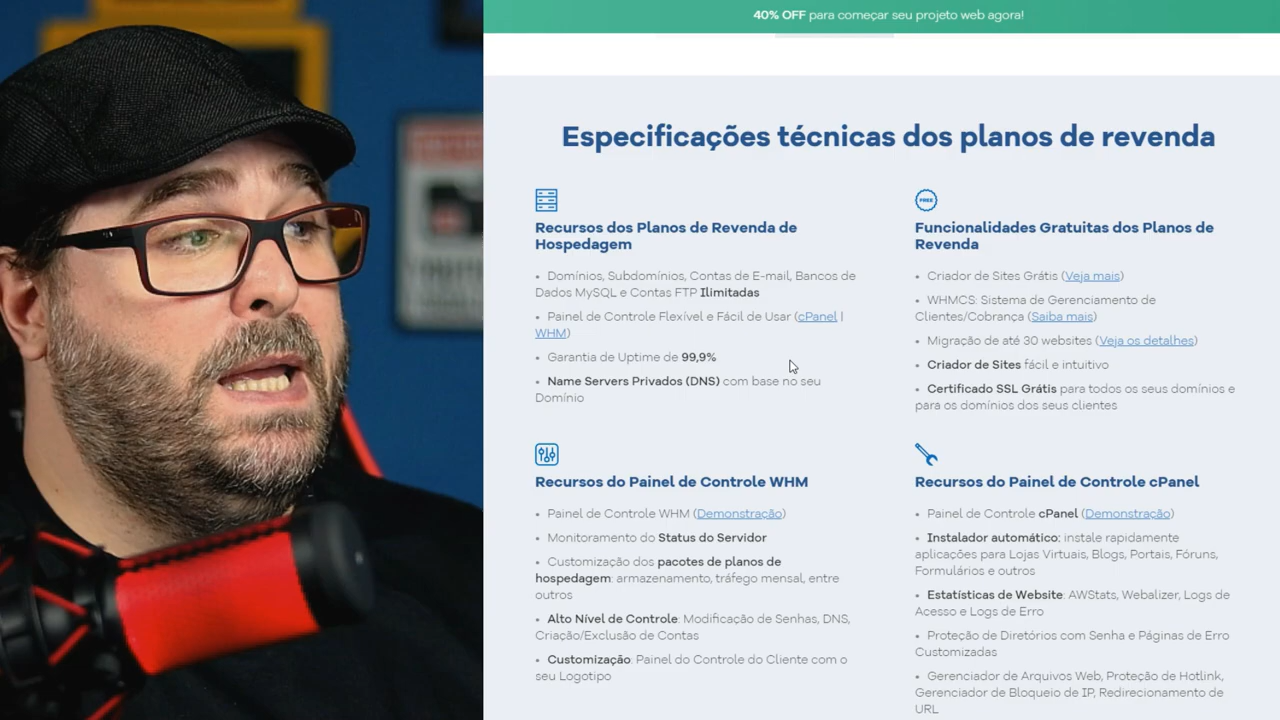 40% OFF para começar seu projeto web agora!
Especificações técnicas dos planos de revenda
Recursos dos Planos de Revenda de
Hospedagem
• Domínios, Subdomínios, Contas de E-mail, Bancos de
Dados MySQL e Contas FTP Ilimitadas
• Painel de Controle Flexível e Fácil de Usar (cPanel |
WHM)
• Garantia de Uptime de 99,9%
• Name Servers Privados (DNS) com base no seu
Domínio
FREE
Funcionalidades Gratuitas dos Planos de
Revenda
• Criador de Sites Grátis (Veja mais)
• WHMCS: Sistema de Gerenciamento de
Clientes/Cobrança (Saiba mais)
• Migração de até 30 websites (Veja os detalhes)
• Criador de Sites fácil e intuitivo
• Certificado SSL Grátis para todos os seus domínios e
para os domínios dos seus clientes
Recursos do Painel de Controle WHM
• Painel de Controle WHM (Demonstração)
• Monitoramento do Status do Servidor
• Customização dos pacotes de planos de
hospedagem: armazenamento, tráfego mensal, entre
outros
• Alto Nível de Controle: Modificação de Senhas, DNS,
Criação/Exclusão de Contas
• Customização: Painel do Controle do Cliente com o
seu Logotipo
Recursos do Painel de Controle cPanel
• Painel de Controle cPanel (Demonstração)
• Instalador automático: instale rapidamente
aplicações para Lojas Virtuais, Blogs, Portais, Fóruns,
Formulários e outros
• Estatísticas de Website: AWStats, Webalizer, Logs de
Acesso e Logs de Erro
• Proteção de Diretórios com Senha e Páginas de Erro
Customizadas
• Gerenciador de Arquivos Web, Proteção de Hotlink,
Gerenciador de Bloqueio de IP, Redirecionamento de
URL